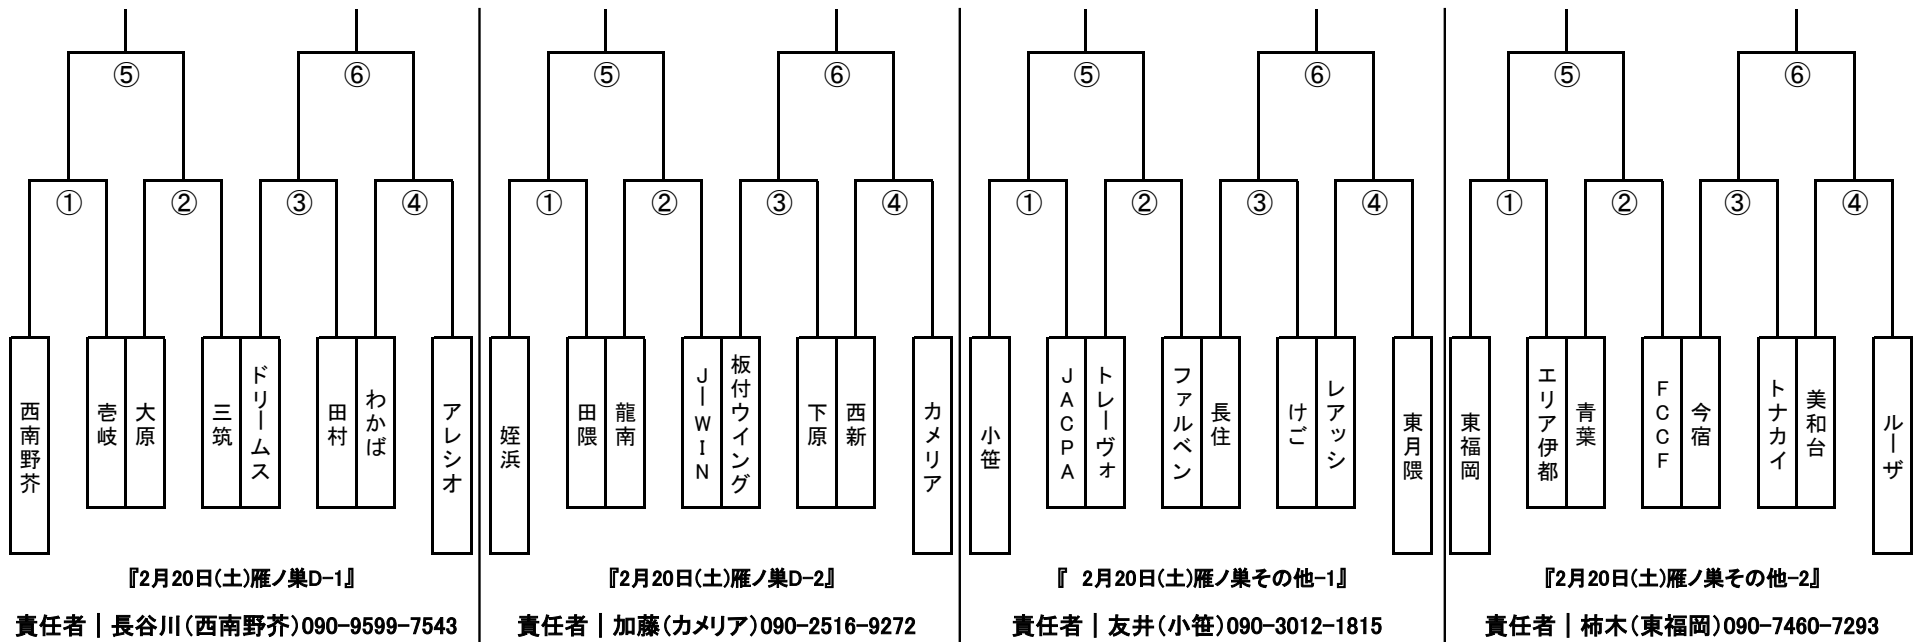 ⑤
⑥
①
②
③
④
西南野芥
壱岐
大原
三筑
ドリームス
田村
わかば
アレシオ
『2月20日(土)雁ノ巣D-1』
責任者｜長谷川（西南野芥）090-9599-7543
⑤
⑥
①
②
③
④
姪浜
田隈
龍南
J－WIN
板付ウイング
下原
西新
カメリア
『2月20日(土)雁ノ巣D-2』
責任者｜加藤（カメリア）090-2516-9272
⑤
⑥
①
②
③
④
小笹
JACPA
トレーヴォ
ファルベン
長住
けご
レアッシ
東月隈
『 2月20日(土)雁ノ巣その他-1』
責任者｜友井（小笹）090-3012-1815
⑤
⑥
①
②
③
④
東福岡
エリア伊都
青葉
FCCF
今宿
トナカイ
美和台
ルーザ
『2月20日(土)雁ノ巣その他-2』
責任者｜柿木（東福岡）090-7460-7293